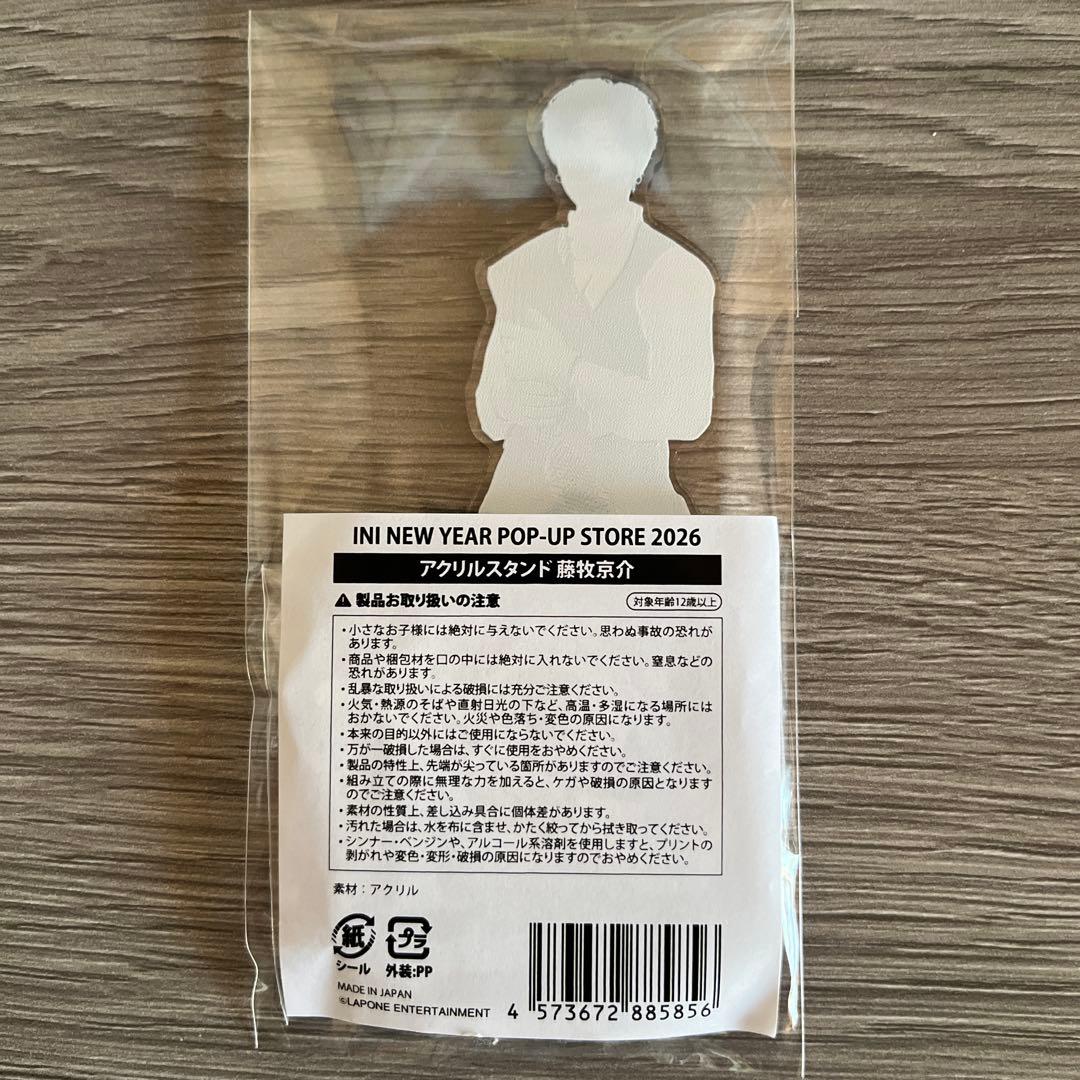 INI NEW YEAR POP-UP STORE 2026
アクリルスタンド 藤牧京介
製品お取り扱いの注意
対象年齢12歳以上
・小さなお子様には絶対に与えないでください。思わぬ事故の恐れが
あります。
・商品や梱包材を口の中には絶対に入れないでください。窒息などの
恐れがあります。
・乱暴な取り扱いによる破損には充分ご注意ください。
・火気・熱源のそばや直射日光の下など、高温・多湿になる場所には
おかないでください。火災や色落ち・変色の原因になります。
・本来の目的以外にはご使用にならないでください。
・万が一破損した場合は、すぐに使用をおやめください。
・製品の特性上、先端が尖っている箇所がありますのでご注意ください。
・組み立ての際に無理な力を加えると、ケガや破損の原因となります
のでご注意ください。
・素材の性質上、差し込み具合に個体差があります。
・汚れた場合は、水を布に含ませ、かたく絞ってから拭き取ってください。
・シンナー・ベンジンや、アルコール系溶剤を使用しますと、プリントの
剥がれや変色・変形・破損の原因になりますのでおやめください。
素材：アクリル
紙 プラ
シール 外装:PP
MADE IN JAPAN
©LAPONE ENTERTAINMENT
4 573672 885856